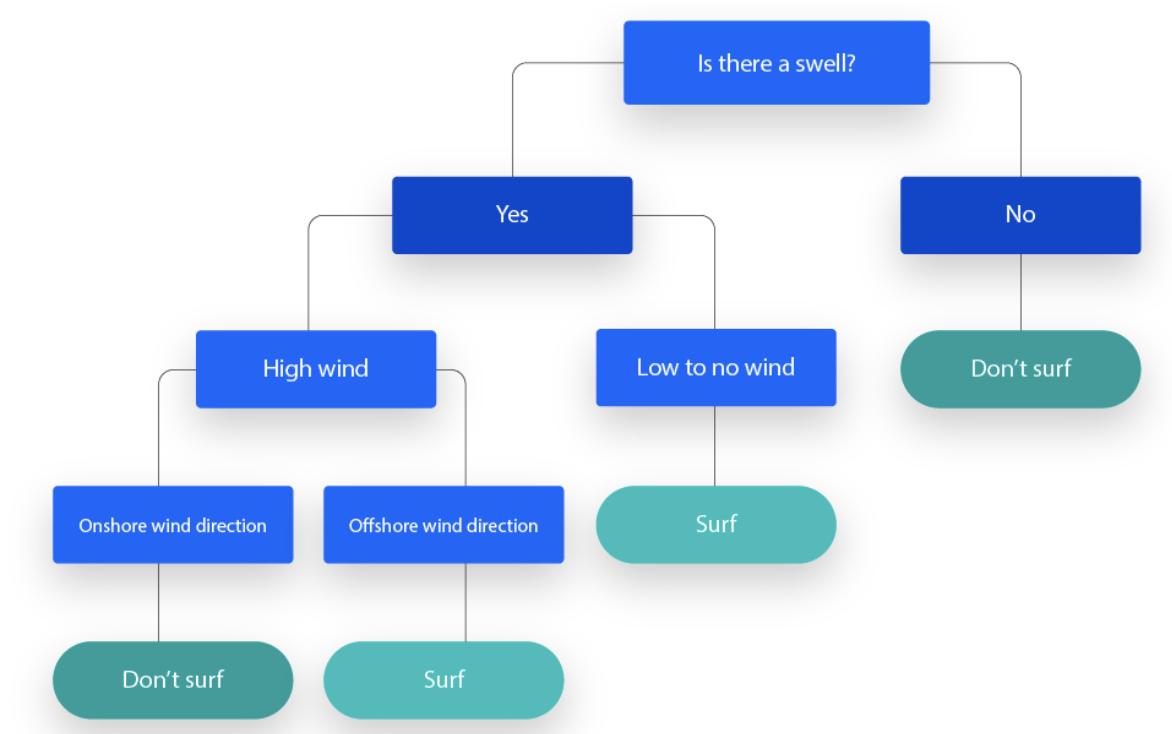 Is there a swell?
Yes
No
High wind
Low to no wind
Don’t surf
Onshore wind direction
Offshore wind direction
Surf
Don’t surf
Surf